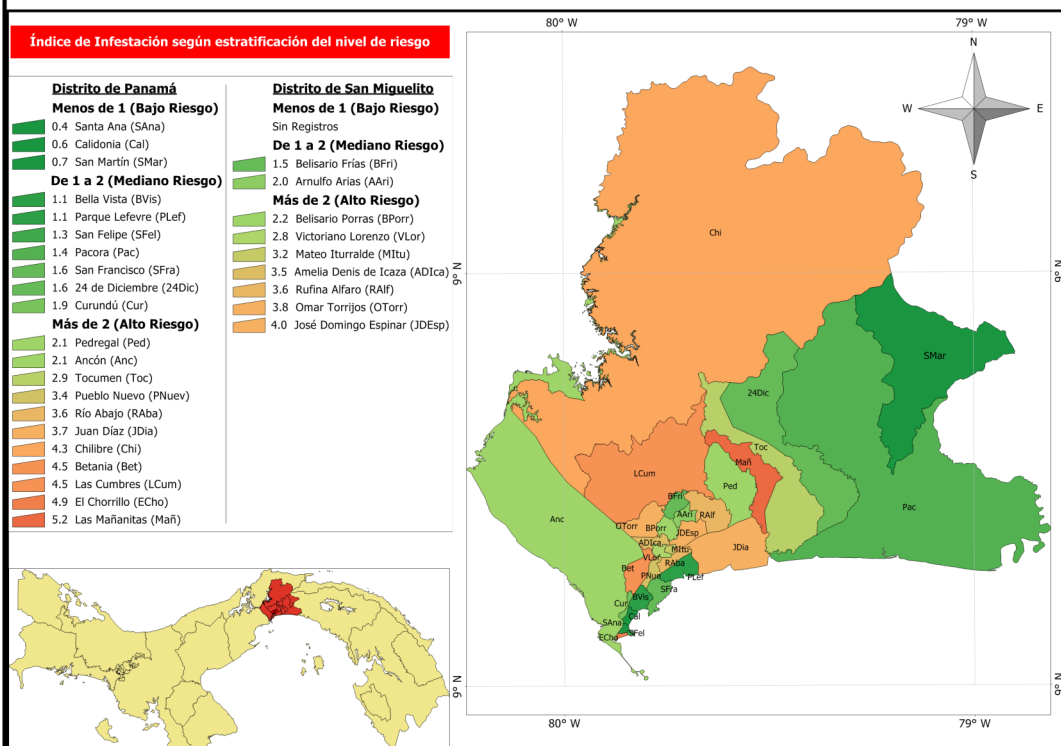 Índice de Infestación según estratificación del nivel de riesgo
Distrito de Panamá
Menos de 1 (Bajo Riesgo)
0.4 Santa Ana (SAna)
0.6 Calidonia (Cal)
0.7 San Martín (SMar)
De 1 a 2 (Mediano Riesgo)
1.1 Bella Vista (BVis)
1.1 Parque Lefevre (PLef)
1.3 San Felipe (SFel)
1.4 Pacora (Pac)
1.6 San Francisco (SFra)
1.6 24 de Diciembre (24Dic)
1.9 Curundú (Cur)
Más de 2 (Alto Riesgo)
2.1 Pedregal (Ped)
2.1 Ancón (Anc)
2.9 Tocumen (Toc)
3.4 Pueblo Nuevo (PNuev)
3.6 Río Abajo (RAba)
3.7 Juan Díaz (JDia)
4.3 Chilibre (Chi)
4.5 Betania (Bet)
4.5 Las Cumbres (LCum)
4.9 El Chorrillo (ECho)
5.2 Las Mañanitas (Mañ)
Distrito de San Miguelito
Menos de 1 (Bajo Riesgo)
Sin Registros
De 1 a 2 (Mediano Riesgo)
1.5 Belisario Frías (BFri)
2.0 Arnulfo Arias (AAri)
Más de 2 (Alto Riesgo)
2.2 Belisario Porras (BPorr)
2.8 Victoriano Lorenzo (VLor)
3.2 Mateo Iturralde (MItu)
3.5 Amelia Denis de Icaza (ADIca)
3.6 Rufina Alfaro (RAlf)
3.8 Omar Torrijos (OTorr)
4.0 José Domingo Espinar (JDEsp)
80° W
79° W
N
W
E
S
Chi
9° N
9° N
SMar
24Dic
Toc
LCum
Mañ
Ped
BFri
Pac
Anc
AAri
RAlf
OTorr
BPorr
JDEsp
ADIca
MItu
JDia
VLor
RAba
Bet
PNue
PLef
SFra
BVis
Cur
Cal
SAna
SFel
ECho
9° N
9° N
80° W
79° W